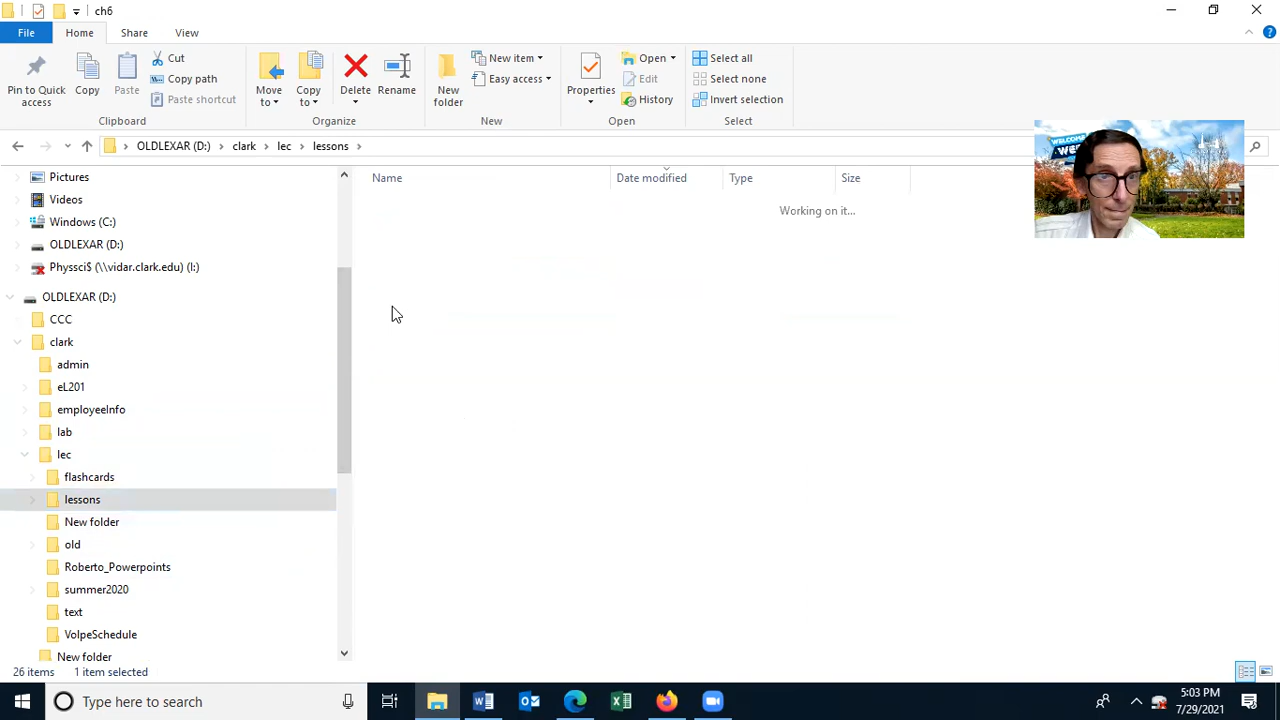 ch6
File
Home
Share
View
Pin to Quick access
Copy
Paste
Cut
Copy path
Paste shortcut
Move to
Copy to
Delete
Rename
New folder
New item
Easy access
Properties
Open
Edit
History
Select all
Select none
Invert selection
Clipboard
Organize
New
Open
Select
OLDLEXAR (D:)
clark
lec
lessons
Name
Date modified
Type
Size
Working on it...
WELCOME
Pictures
Videos
Windows (C:)
OLDLEXAR (D:)
Physsci$ (\\vidar.clark.edu) (I:)
OLDLEXAR (D:)
CCC
clark
admin
eL201
employeeInfo
lab
lec
flashcards
lessons
New folder
old
Roberto_Powerpoints
summer2020
text
VolpeSchedule
New folder
26 items
1 item selected
Type here to search
5:03 PM
7/29/2021